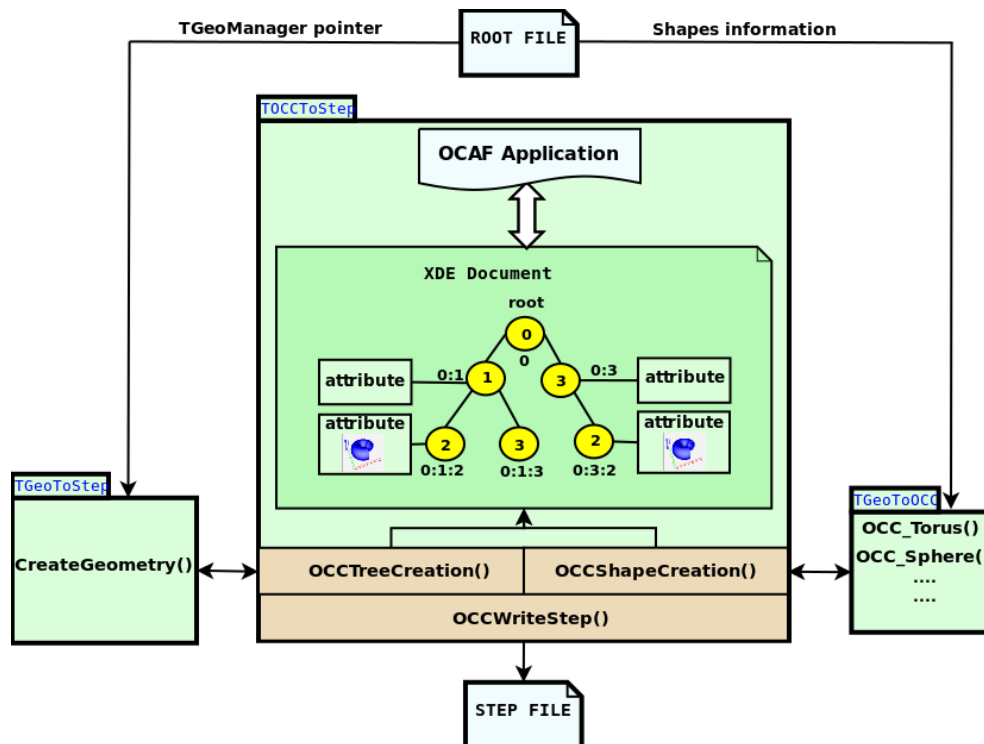 TGeoManager pointer
ROOT FILE
Shapes information
TOCCToStep
OCAF Application
XDE Document
root
0
0
attribute
0:1
1
3
0:3
attribute
attribute
2
3
2
attribute
0:1:2
0:1:3
0:3:2
TGeoToStep
CreateGeometry()
TGeoToOCC
OCC_Torus()
OCC_Sphere(
....
....
OCCTreeCreation()
OCCShapeCreation()
OCCWriteStep()
STEP FILE